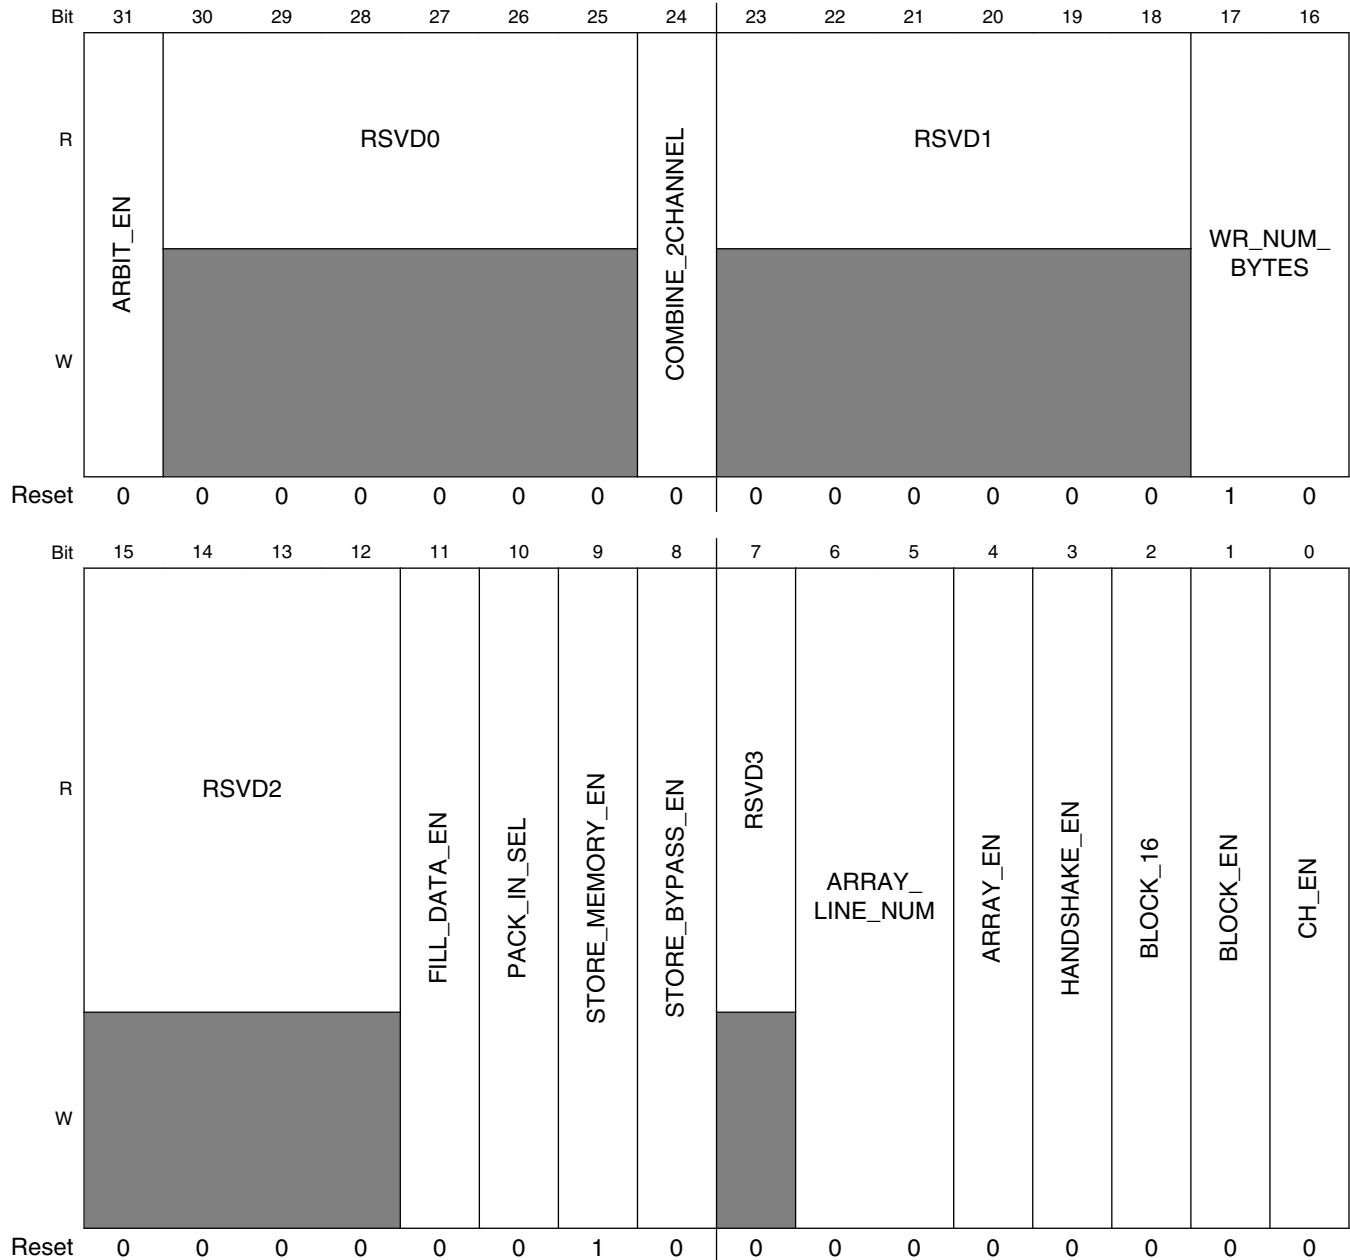 Bit 31 30 29 28 27 26 25 24 23 22 21 20 19 18 17 16
R
W
ARBIT_EN
RSVD0
COMBINE_2CHANNEL
RSVD1
WR_NUM_
BYTES
Reset 0 0 0 0 0 0 0 0 0 0 0 0 0 0 1 0
Bit 15 14 13 12 11 10 9 8 7 6 5 4 3 2 1 0
R
W
RSVD2
FILL_DATA_EN
PACK_IN_SEL
STORE_MEMORY_EN
STORE_BYPASS_EN
RSVD3
ARRAY_
LINE_NUM
ARRAY_EN
HANDSHAKE_EN
BLOCK_16
BLOCK_EN
CH_EN
Reset 0 0 0 0 0 0 1 0 0 0 0 0 0 0 0 0